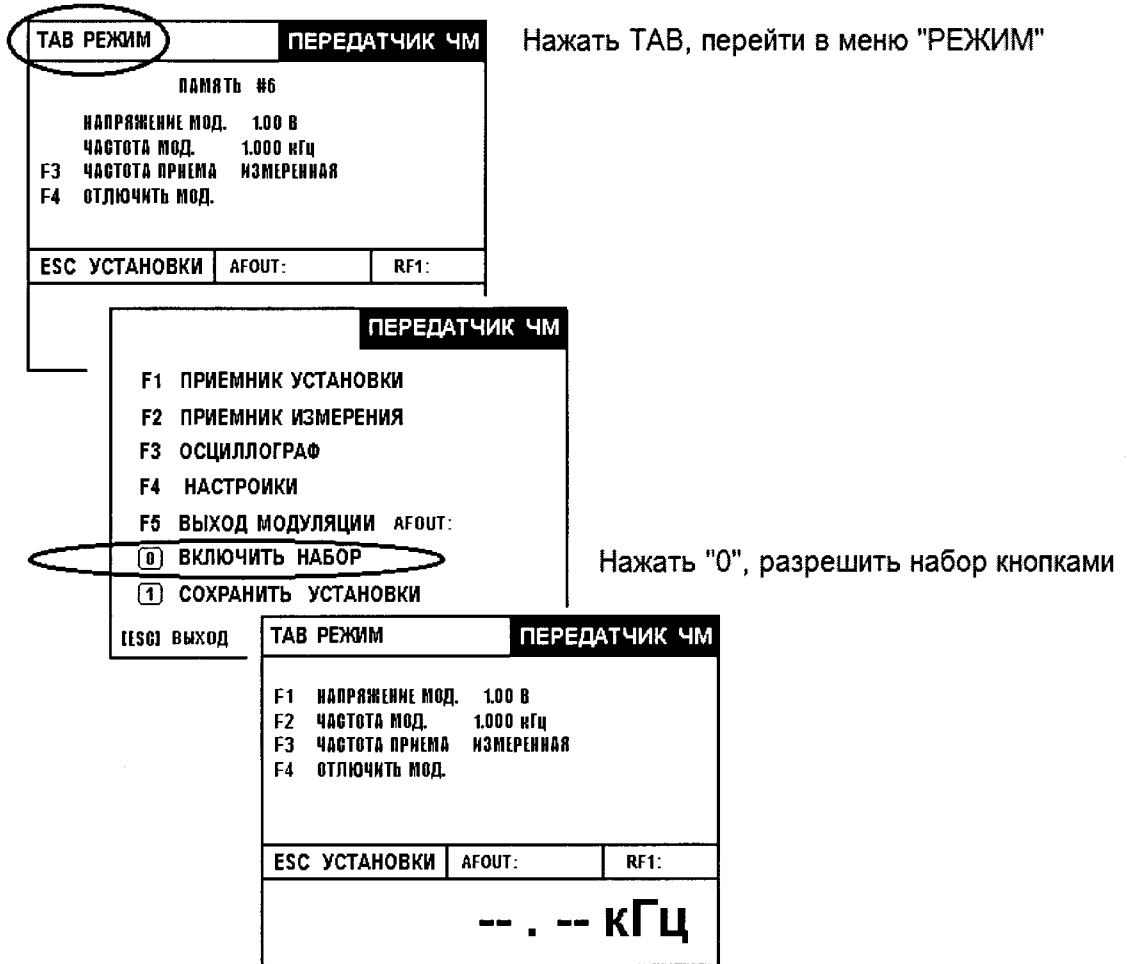 ТАВ РЕЖИМ
ПЕРЕДАТЧИК ЧМ
Нажать ТАВ, перейти в меню "РЕЖИМ"
ПАМЯТЬ #6
НАПРЯЖЕНИЕ МОД. 1.00 В
ЧАСТОТА МОД. 1.000 кГц
F3 ЧАСТОТА ПРИЕМА ИЗМЕРЕННАЯ
F4 ОТЛЮЧИТЬ МОД.
ESC УСТАНОВКИ
AFOUT:
RF1:
ПЕРЕДАТЧИК ЧМ
F1 ПРИЕМНИК УСТАНОВКИ
F2 ПРИЕМНИК ИЗМЕРЕНИЯ
F3 ОСЦИЛЛОГРАФ
F4 НАСТРОИКИ
F5 ВЫХОД МОДУЛЯЦИИ AFOUT:
0 ВКЛЮЧИТЬ НАБОР
Нажать "0", разрешить набор кнопками
1 СОХРАНИТЬ УСТАНОВКИ
[ESC] ВЫХОД
ТАВ РЕЖИМ
ПЕРЕДАТЧИК ЧМ
F1 НАПРЯЖЕНИЕ МОД. 1.00 В
F2 ЧАСТОТА МОД. 1.000 кГц
F3 ЧАСТОТА ПРИЕМА ИЗМЕРЕННАЯ
F4 ОТЛЮЧИТЬ МОД.
ESC УСТАНОВКИ
AFOUT:
RF1:
-- . -- кГц